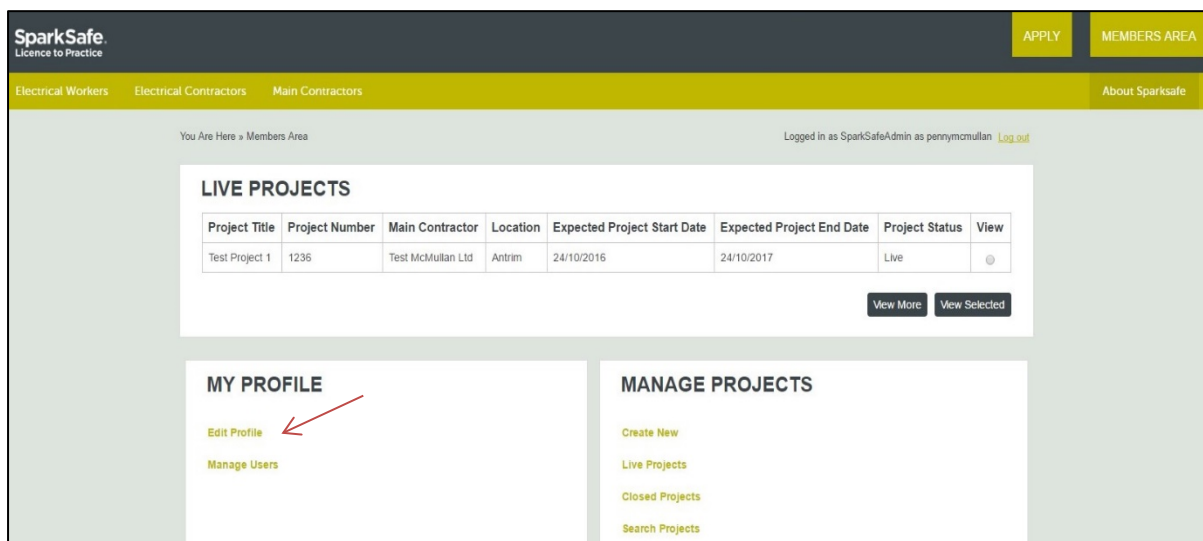 SparkSafe.
Licence to Practice
APPLY
MEMBERS AREA
Electrical Workers Electrical Contractors Main Contractors About Sparksafe
You Are Here » Members Area Logged in as SparkSafeAdmin as pennymcmullan Log out
LIVE PROJECTS
Project Title Project Number Main Contractor Location Expected Project Start Date Expected Project End Date Project Status View
Test Project 1 1236 Test McMullan Ltd Antrim 24/10/2016 24/10/2017 Live
View More View Selected
MY PROFILE
Edit Profile
Manage Users
MANAGE PROJECTS
Create New
Live Projects
Closed Projects
Search Projects